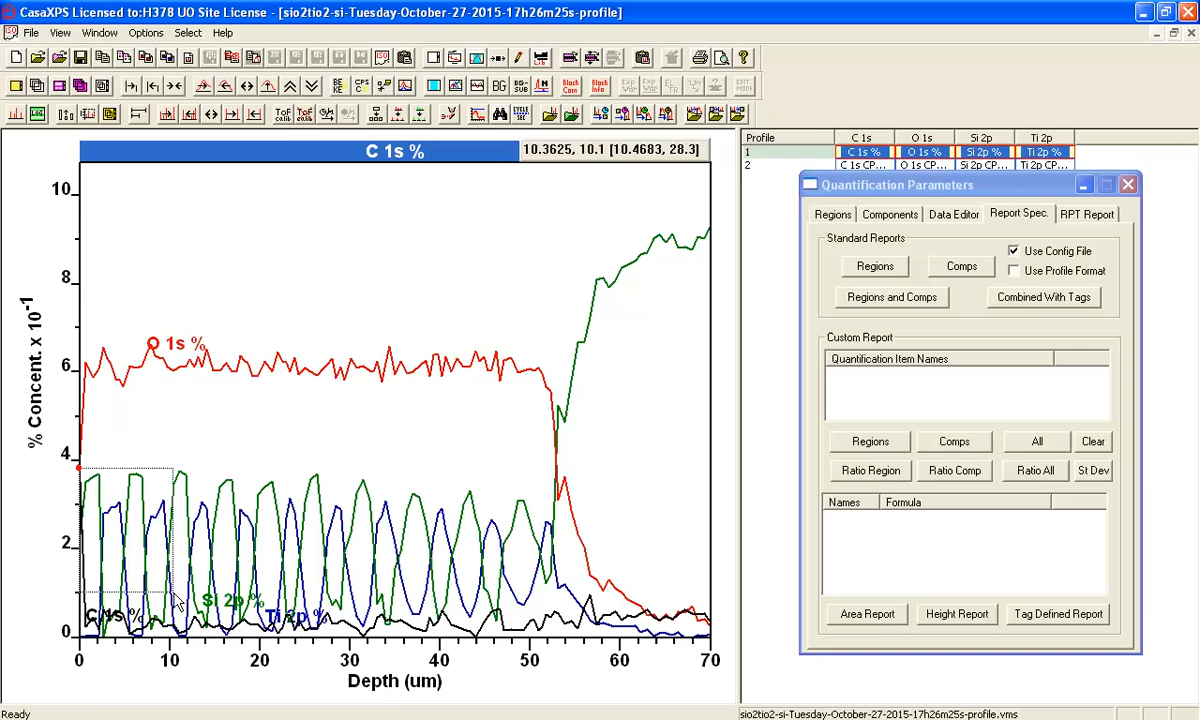 CasaXPS Licensed to:H378 UO Site License - [sio2tio2-si-Tuesday-October-27-2015-17h26m25s-profile]
File View Window Options Select Help
C 1s %
10.3625, 10.1 [10.4683, 28.3]
Profile C 1s O 1s Si 2p Ti 2p
1 C 1s % O 1s % Si 2p % Ti 2p %
2 C 1s CP... O 1s CP... Si 2p CP... Ti 2p CP...
Quantification Parameters
Regions Components Data Editor Report Spec. RPT Report
Standard Reports
Use Config File
Regions Comps
Use Profile Format
Regions and Comps Combined With Tags
Custom Report
Quantification Item Names
Regions Comps All Clear
Ratio Region Ratio Comp Ratio All St Dev
Names Formula
Area Report Height Report Tag Defined Report
% Concent. x 10-1
10
8
6
4
2
0
O 1s %
Si 2p %
C 1s %
Ti 2p %
0 10 20 30 40 50 60 70
Depth (um)
Ready
sio2tio2-si-Tuesday-October-27-2015-17h26m25s-profile.vms